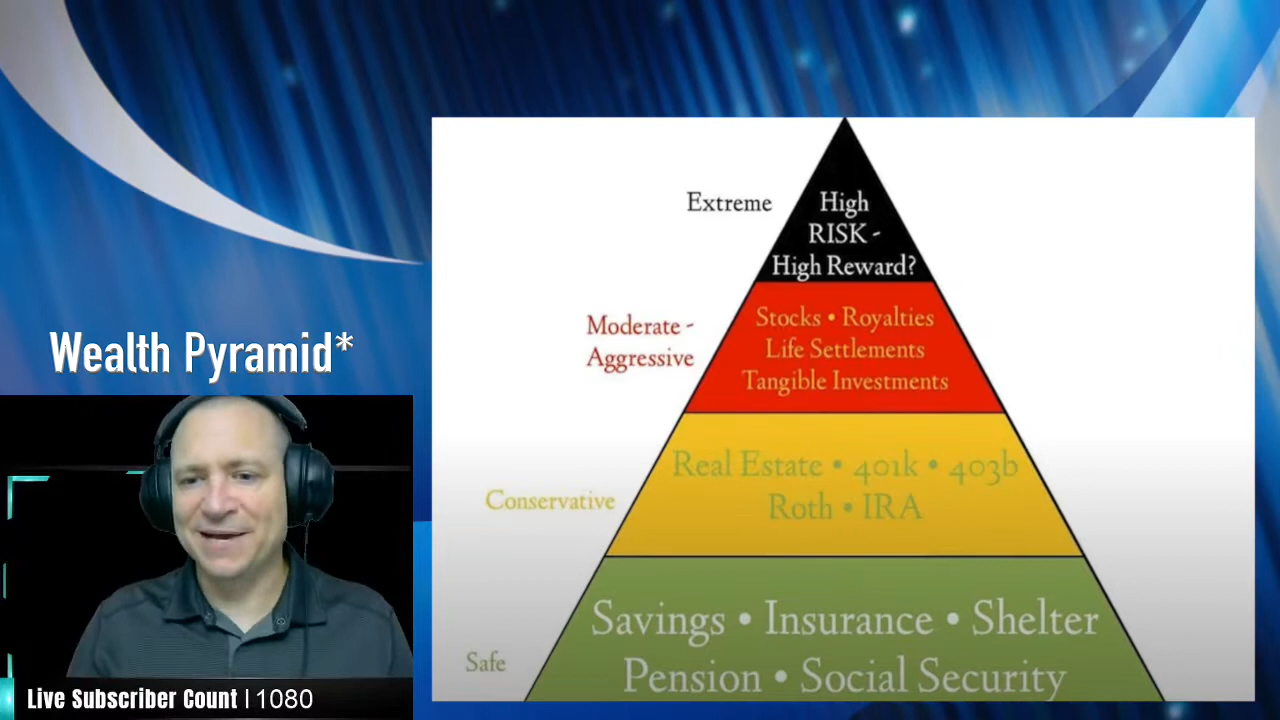 Wealth Pyramid*
Live Subscriber Count | 1080
Extreme
High
RISK -
High Reward?
Moderate -
Aggressive
Stocks • Royalties
Life Settlements
Tangible Investments
Conservative
Real Estate • 401k • 403b
Roth • IRA
Safe
Savings • Insurance • Shelter
Pension • Social Security